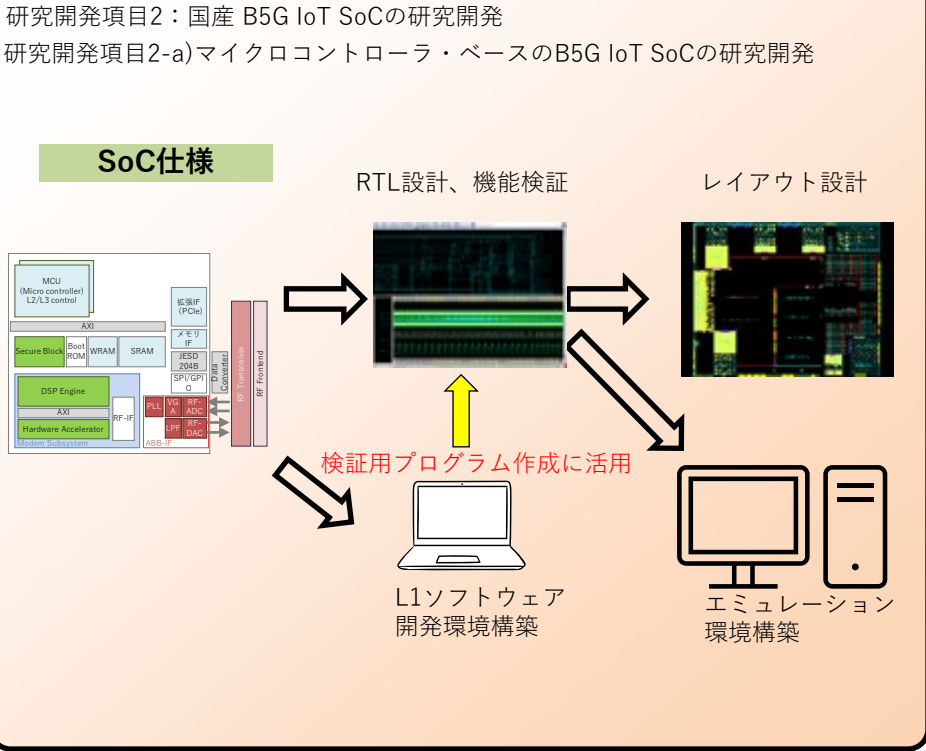 研究開発項目2：国産 B5G IoT SoCの研究開発
研究開発項目2-a)マイクロコントローラ・ベースのB5G IoT SoCの研究開発
SoC仕様
RTL設計、機能検証
レイアウト設計
MCU
(Micro controller)
L2/L3 control
拡張IF
(PCIe)
AXI
メモリ
IF
Secure Block
Boot
ROM
WRAM
SRAM
JESD
204B
SPI/GPI
O
Data
Converter
RF Transceiver
RF Frontend
DSP Engine
AXI
Hardware Accelerator
RF-IF
Modem Subsystem
PLL
VG
A
RF-
ADC
LPF
RF-
DAC
ABB-IF
検証用プログラム作成に活用
L1ソフトウェア
開発環境構築
エミュレーション
環境構築